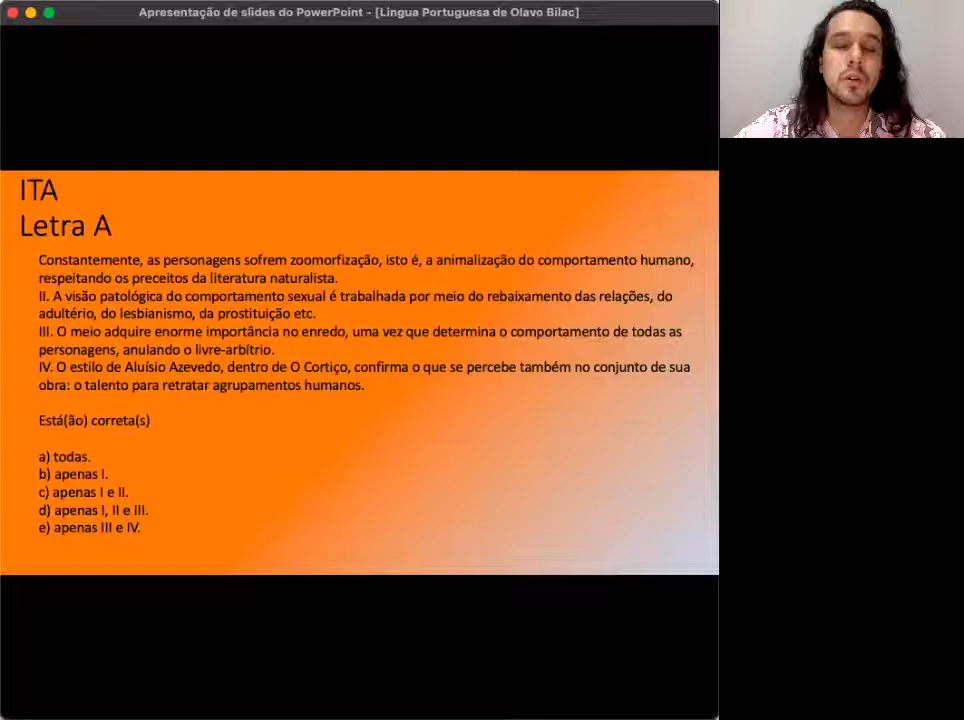 Apresentação de slides do PowerPoint - [Lingua Portuguesa de Olavo Bilac]
ITA
Letra A
Constantemente, as personagens sofrem zoomorfização, isto é, a animalização do comportamento humano,
respeitando os preceitos da literatura naturalista.
II. A visão patológica do comportamento sexual é trabalhada por meio do rebaixamento das relações, do
adultério, do lesbianismo, da prostituição etc.
III. O meio adquire enorme importância no enredo, uma vez que determina o comportamento de todas as
personagens, anulando o livre-arbítrio.
IV. O estilo de Aluísio Azevedo, dentro de O Cortiço, confirma o que se percebe também no conjunto de sua
obra: o talento para retratar agrupamentos humanos.
Está(ão) correta(s)
a) todas.
b) apenas I.
c) apenas I e II.
d) apenas I, II e III.
e) apenas III e IV.